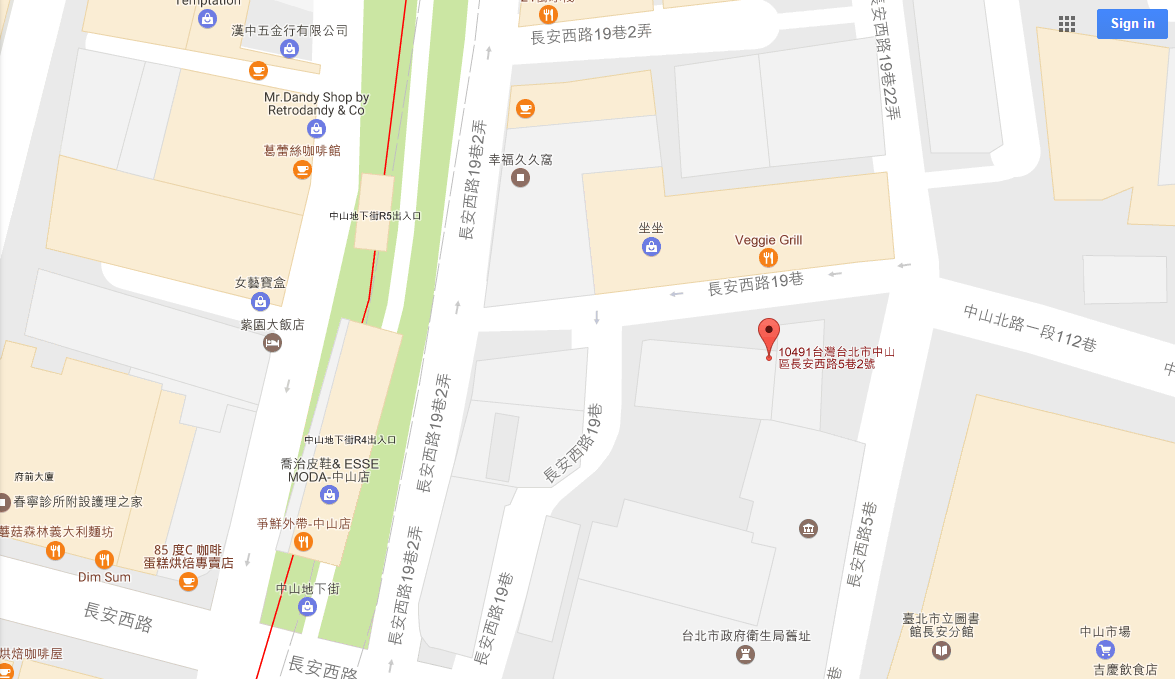 Temptation
漢中五金行有限公司
長安西路19巷2弄
長安西路19巷22弄
Sign in
Mr.Dandy Shop by
Retrodandy & Co
葛蕾絲咖啡館
長安西路19巷2弄
幸福久久窩
中山地下街R5出入口
坐坐
Veggie Grill
女藝寶盒
長安西路19巷
紫園大飯店
中山北路一段112巷
10491台灣台北市中山
區長安西路5巷2號
長安西路19巷2弄
長安西路19巷
中山地下街R4出入口
喬治皮鞋& ESSE
MODA-中山店
府前大廈
春寧診所附設護理之家
爭鮮外帶-中山店
蘑菇森林義大利麵坊
85 度C 咖啡
蛋糕烘焙專賣店
Dim Sum
長安西路19巷2弄
長安西路5巷
中山地下街
長安西路19巷
長安西路
台北市政府衛生局舊址
臺北市立圖書
館長安分館
中山市場
烘焙咖啡屋
長安西路
吉慶飲食店